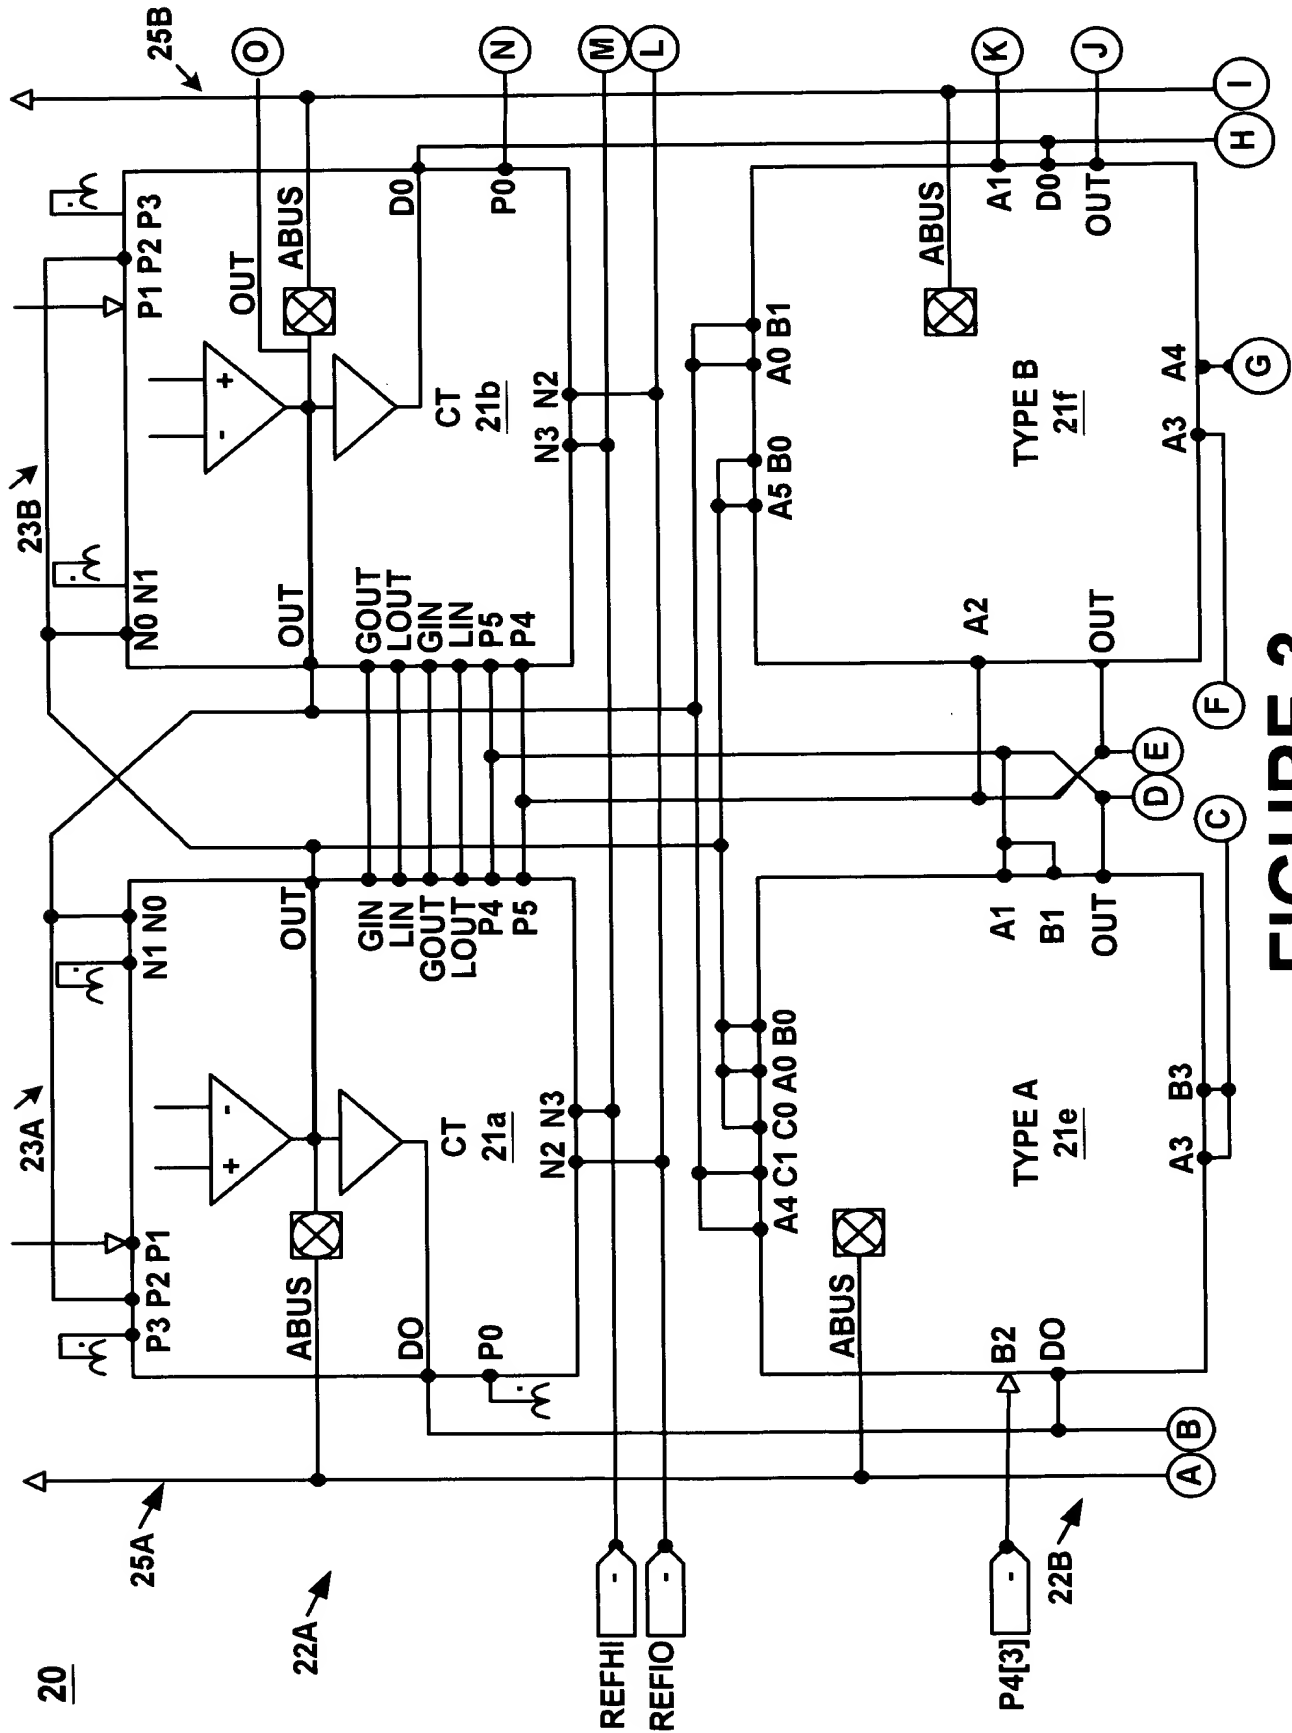 20
23A
23B
25A
25B
22A
P3 P2 P1
N1 N0
+ -
ABUS
OUT
GIN
LIN
GOUT
LOUT
P4
P5
DO
P0
CT
21a
N2 N3
N0 N1
P1 P2 P3
- +
OUT
OUT
ABUS
GOUT
LOUT
GIN
LIN
P5
P4
D0
P0
CT
21b
N3 N2
O
N
M
L
REFHI
-
REFIO
-
A4 C1 C0 A0 B0
ABUS
B2
DO
TYPE A
21e
A1
B1
OUT
A3 B3
A5 B0
A0 B1
ABUS
A2
OUT
TYPE B
21f
A1
D0
OUT
A3 A4
K
J
P4[3]
-
22B
A
B
C
D
E
F
G
H
I
FIGURE